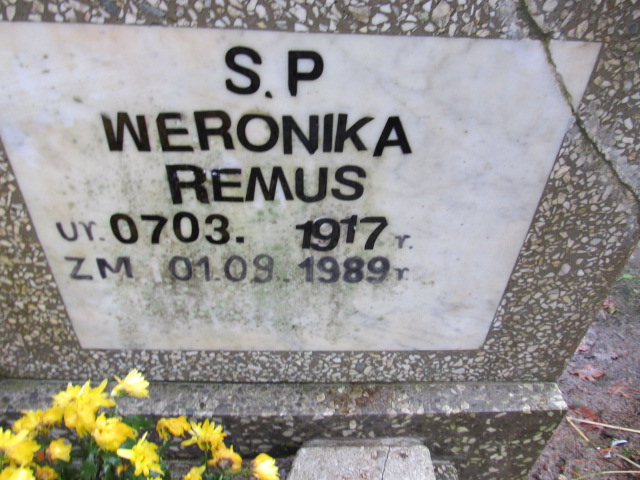 S.P
WERONIKA
REMUS
ur. 0703. 1917 r.
ZM 01.09. 1989 r